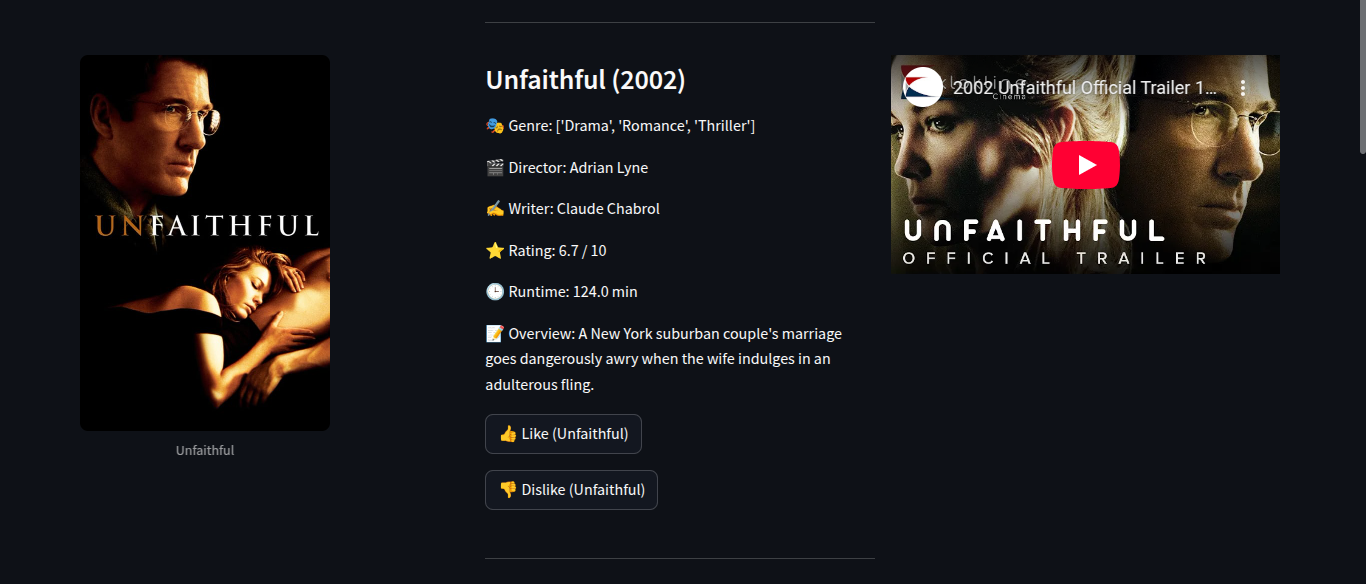 UNFAITHFUL
Unfaithful
Unfaithful (2002)
🎭 Genre: ['Drama', 'Romance', 'Thriller']
🎬 Director: Adrian Lyne
✍️ Writer: Claude Chabrol
⭐ Rating: 6.7 / 10
🕒 Runtime: 124.0 min
📝 Overview: A New York suburban couple's marriage
goes dangerously awry when the wife indulges in an
adulterous fling.
👍 Like (Unfaithful)
👎 Dislike (Unfaithful)
2002 Unfaithful Official Trailer 1...
Cinema
UNFAITHFUL
OFFICIAL TRAILER